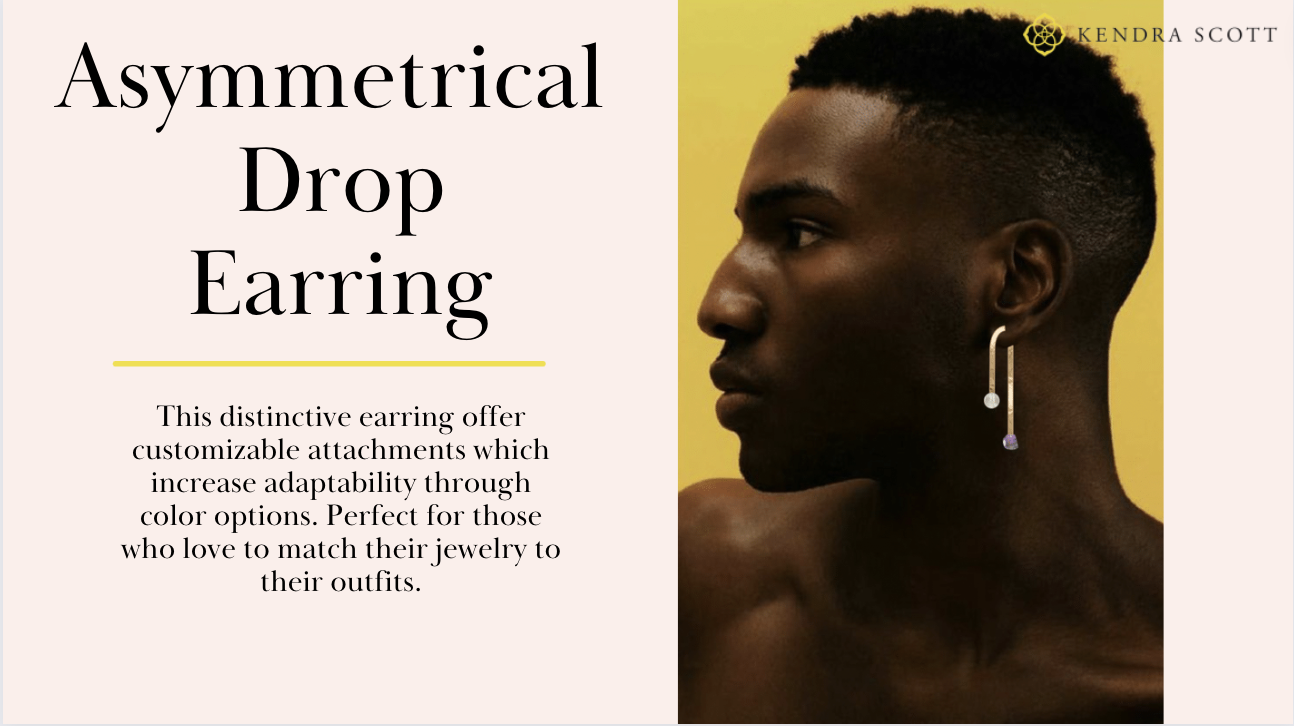 Asymmetrical
Drop
Earring
This distinctive earring offer
customizable attachments which
increase adaptability through
color options. Perfect for those
who love to match their jewelry to
their outfits.
KENDRA SCOTT